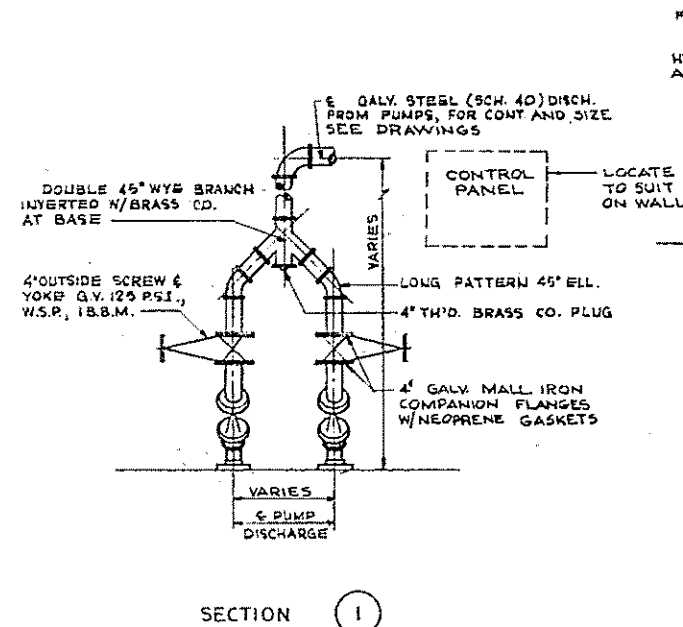 ℄ GALV. STEEL (SCH. 40) DISCH.
FROM PUMPS, FOR CONT. AND SIZE
SEE DRAWINGS
CONTROL
PANEL
LOCATE
TO SUIT
ON WALL
DOUBLE 45° WYE BRANCH
INVERTED W/BRASS CO.
AT BASE
VARIES
4" OUTSIDE SCREW &
YOKE G.V. 125 P.S.I.,
W.S.P., I.B.B.M.
LONG PATTERN 45° ELL.
4" TH'D. BRASS CO. PLUG
4" GALV. MALL. IRON
COMPANION FLANGES
W/NEOPRENE GASKETS
VARIES
℄ PUMP
DISCHARGE
SECTION 1